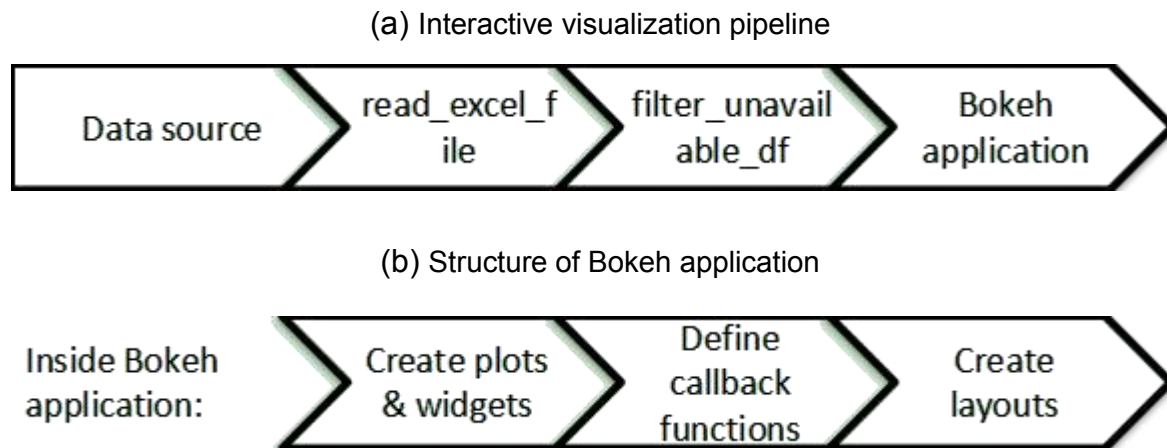 (a) Interactive visualization pipeline
Data source
read_excel_f
ile
filter_unavail
able_df
Bokeh
application
(b) Structure of Bokeh application
Inside Bokeh
application:
Create plots
& widgets
Define
callback
functions
Create
layouts